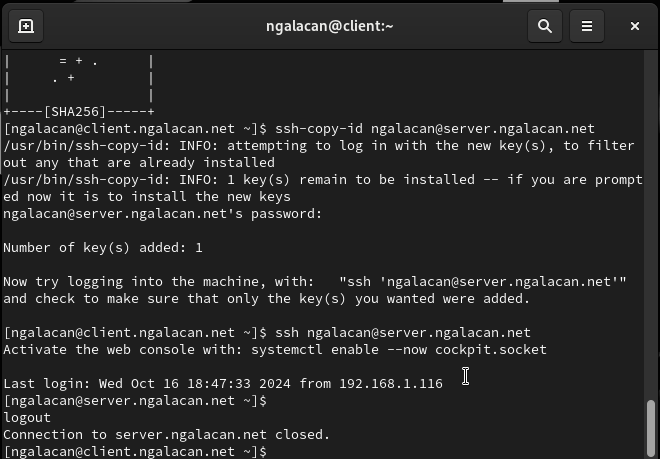 ngalacan@client:~
|      = + .      |
|     . +         |
|                 |
+----[SHA256]-----+
[ngalacan@client.ngalacan.net ~]$ ssh-copy-id ngalacan@server.ngalacan.net
/usr/bin/ssh-copy-id: INFO: attempting to log in with the new key(s), to filter
out any that are already installed
/usr/bin/ssh-copy-id: INFO: 1 key(s) remain to be installed -- if you are prompt
ed now it is to install the new keys
ngalacan@server.ngalacan.net's password:
Number of key(s) added: 1
Now try logging into the machine, with:   "ssh 'ngalacan@server.ngalacan.net'"
and check to make sure that only the key(s) you wanted were added.
[ngalacan@client.ngalacan.net ~]$ ssh ngalacan@server.ngalacan.net
Activate the web console with: systemctl enable --now cockpit.socket
Last login: Wed Oct 16 18:47:33 2024 from 192.168.1.116
[ngalacan@server.ngalacan.net ~]$
logout
Connection to server.ngalacan.net closed.
[ngalacan@client.ngalacan.net ~]$